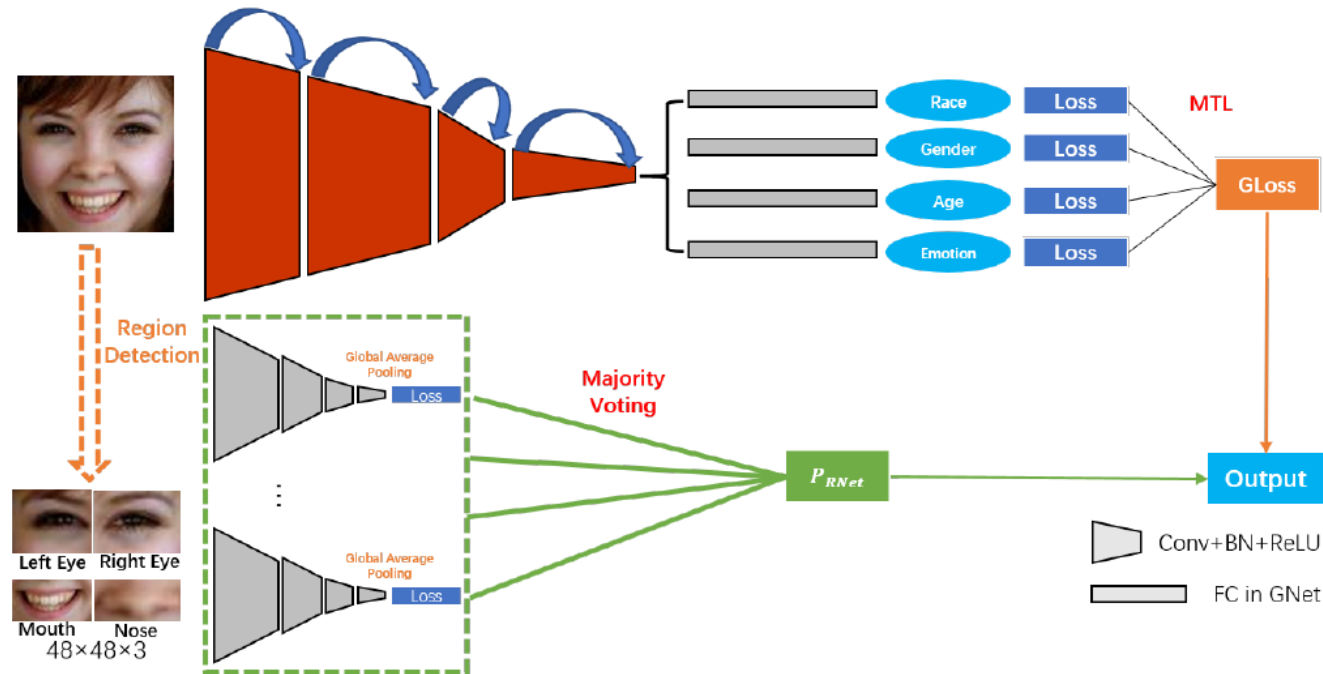 Race
Loss
MTL
Gender
Loss
Age
Loss
GLoss
Emotion
Loss
Region
Detection
Global Average
Pooling
Loss
Majority
Voting
...
P_RNet
Output
Left Eye
Right Eye
Mouth
Nose
48×48×3
Global Average
Pooling
Loss
Conv+BN+ReLU
FC in GNet